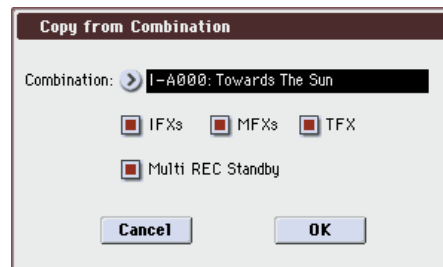 Copy from Combination
Combination: I-A000: Towards The Sun
IFXs MFXs TFX
Multi REC Standby
Cancel OK